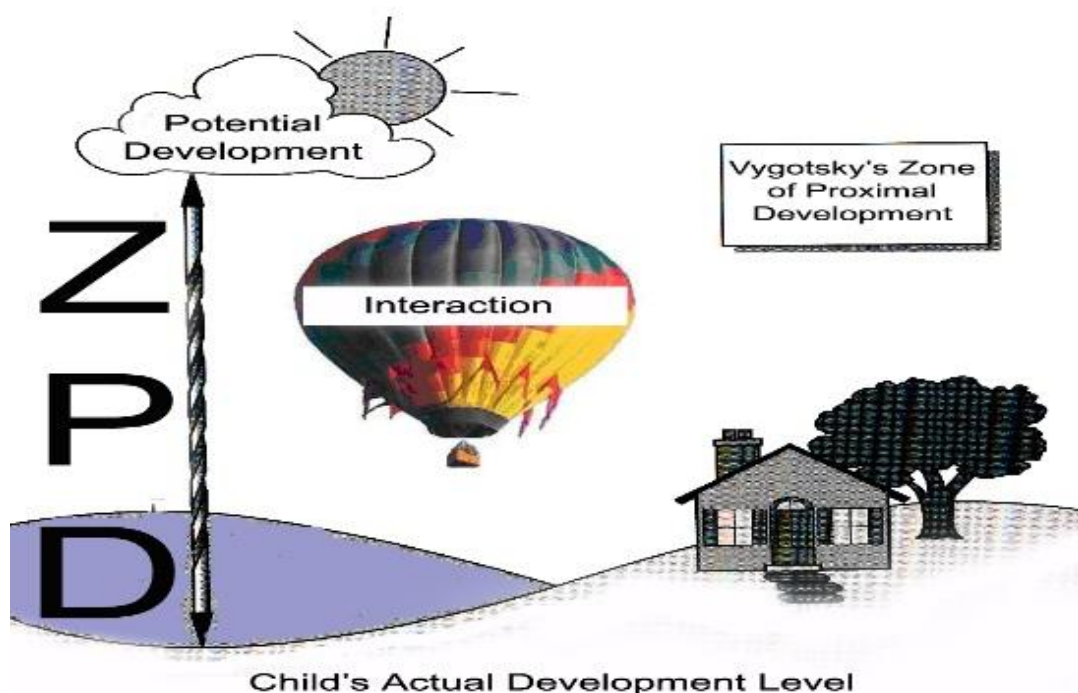 Potential
Development
Vygotsky's Zone
of Proximal
Development
Z
Interaction
P
D
Child's Actual Development Level